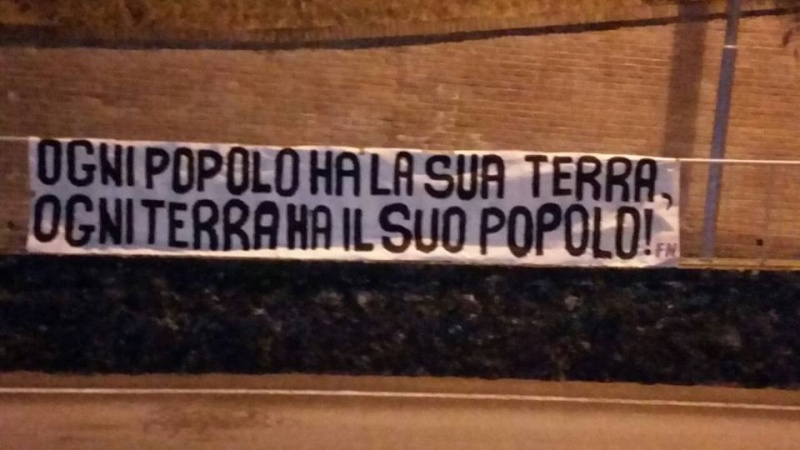 OGNI POPOLO HA LA SUA TERRA,
OGNI TERRA HA IL SUO POPOLO! FN